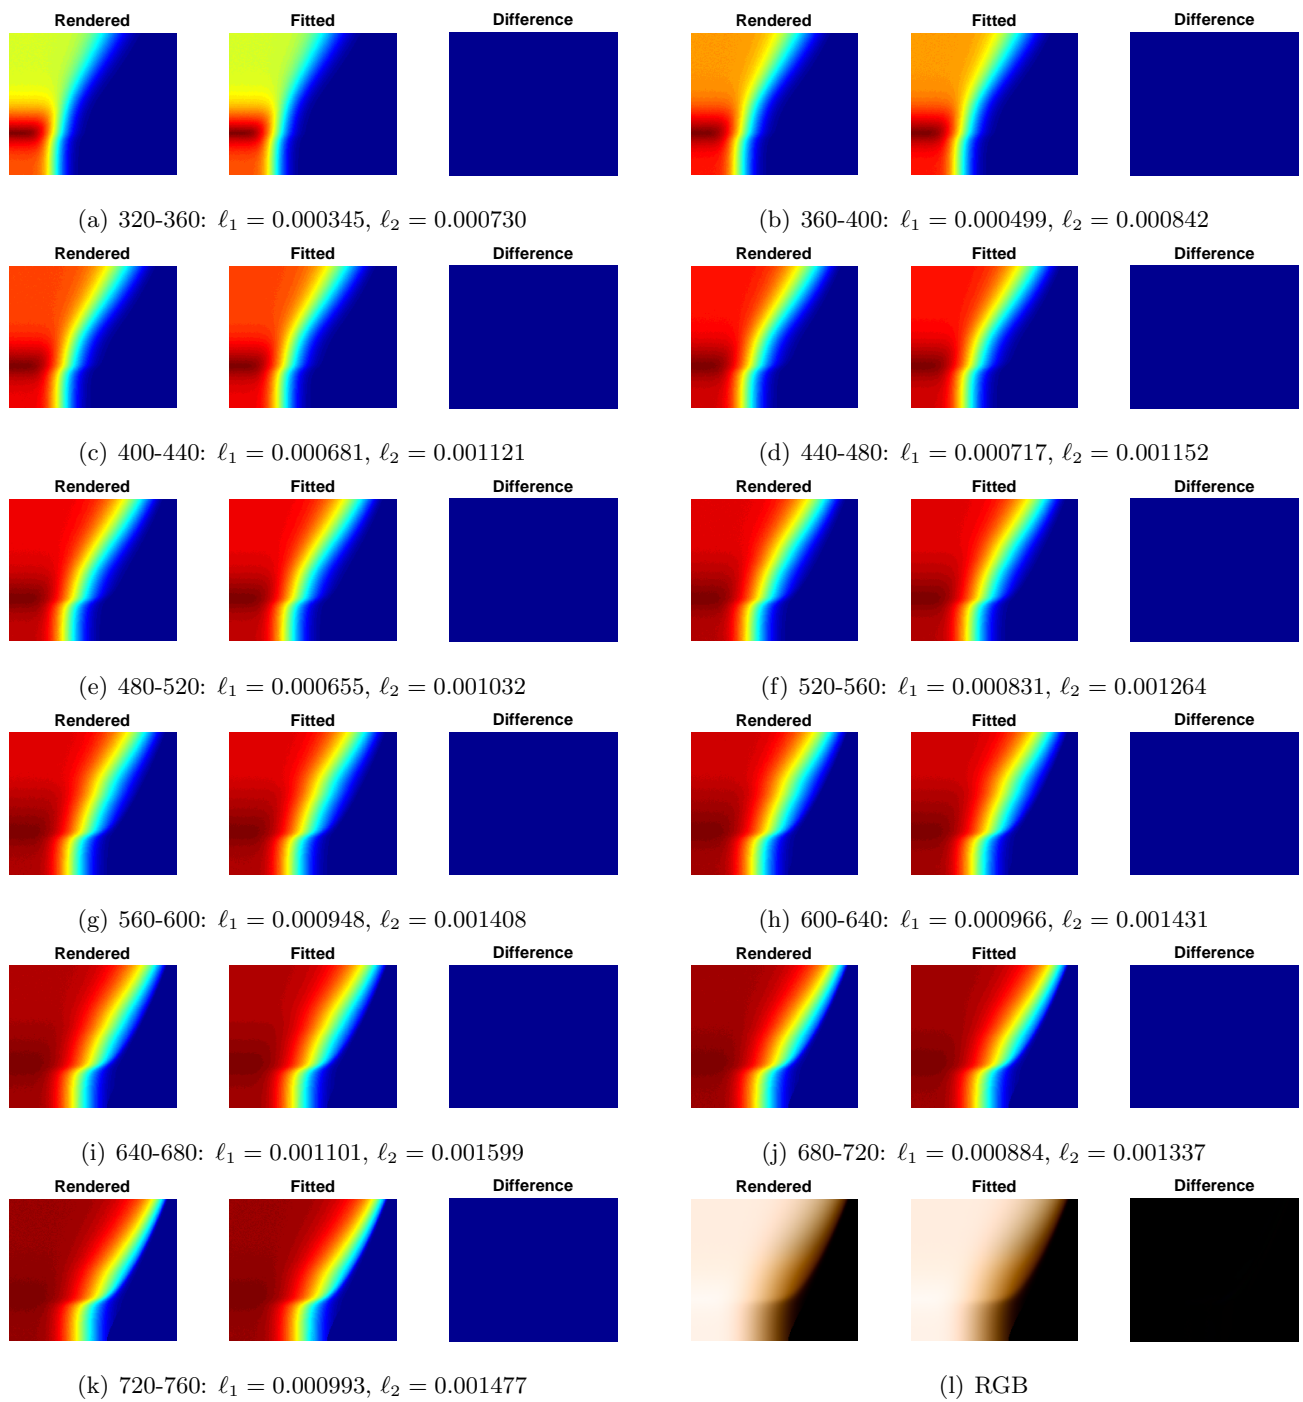 Rendered Fitted Difference Rendered Fitted Difference
(a) 320-360: ℓ1 = 0.000345, ℓ2 = 0.000730 (b) 360-400: ℓ1 = 0.000499, ℓ2 = 0.000842
Rendered Fitted Difference Rendered Fitted Difference
(c) 400-440: ℓ1 = 0.000681, ℓ2 = 0.001121 (d) 440-480: ℓ1 = 0.000717, ℓ2 = 0.001152
Rendered Fitted Difference Rendered Fitted Difference
(e) 480-520: ℓ1 = 0.000655, ℓ2 = 0.001032 (f) 520-560: ℓ1 = 0.000831, ℓ2 = 0.001264
Rendered Fitted Difference Rendered Fitted Difference
(g) 560-600: ℓ1 = 0.000948, ℓ2 = 0.001408 (h) 600-640: ℓ1 = 0.000966, ℓ2 = 0.001431
Rendered Fitted Difference Rendered Fitted Difference
(i) 640-680: ℓ1 = 0.001101, ℓ2 = 0.001599 (j) 680-720: ℓ1 = 0.000884, ℓ2 = 0.001337
Rendered Fitted Difference Rendered Fitted Difference
(k) 720-760: ℓ1 = 0.000993, ℓ2 = 0.001477 (l) RGB